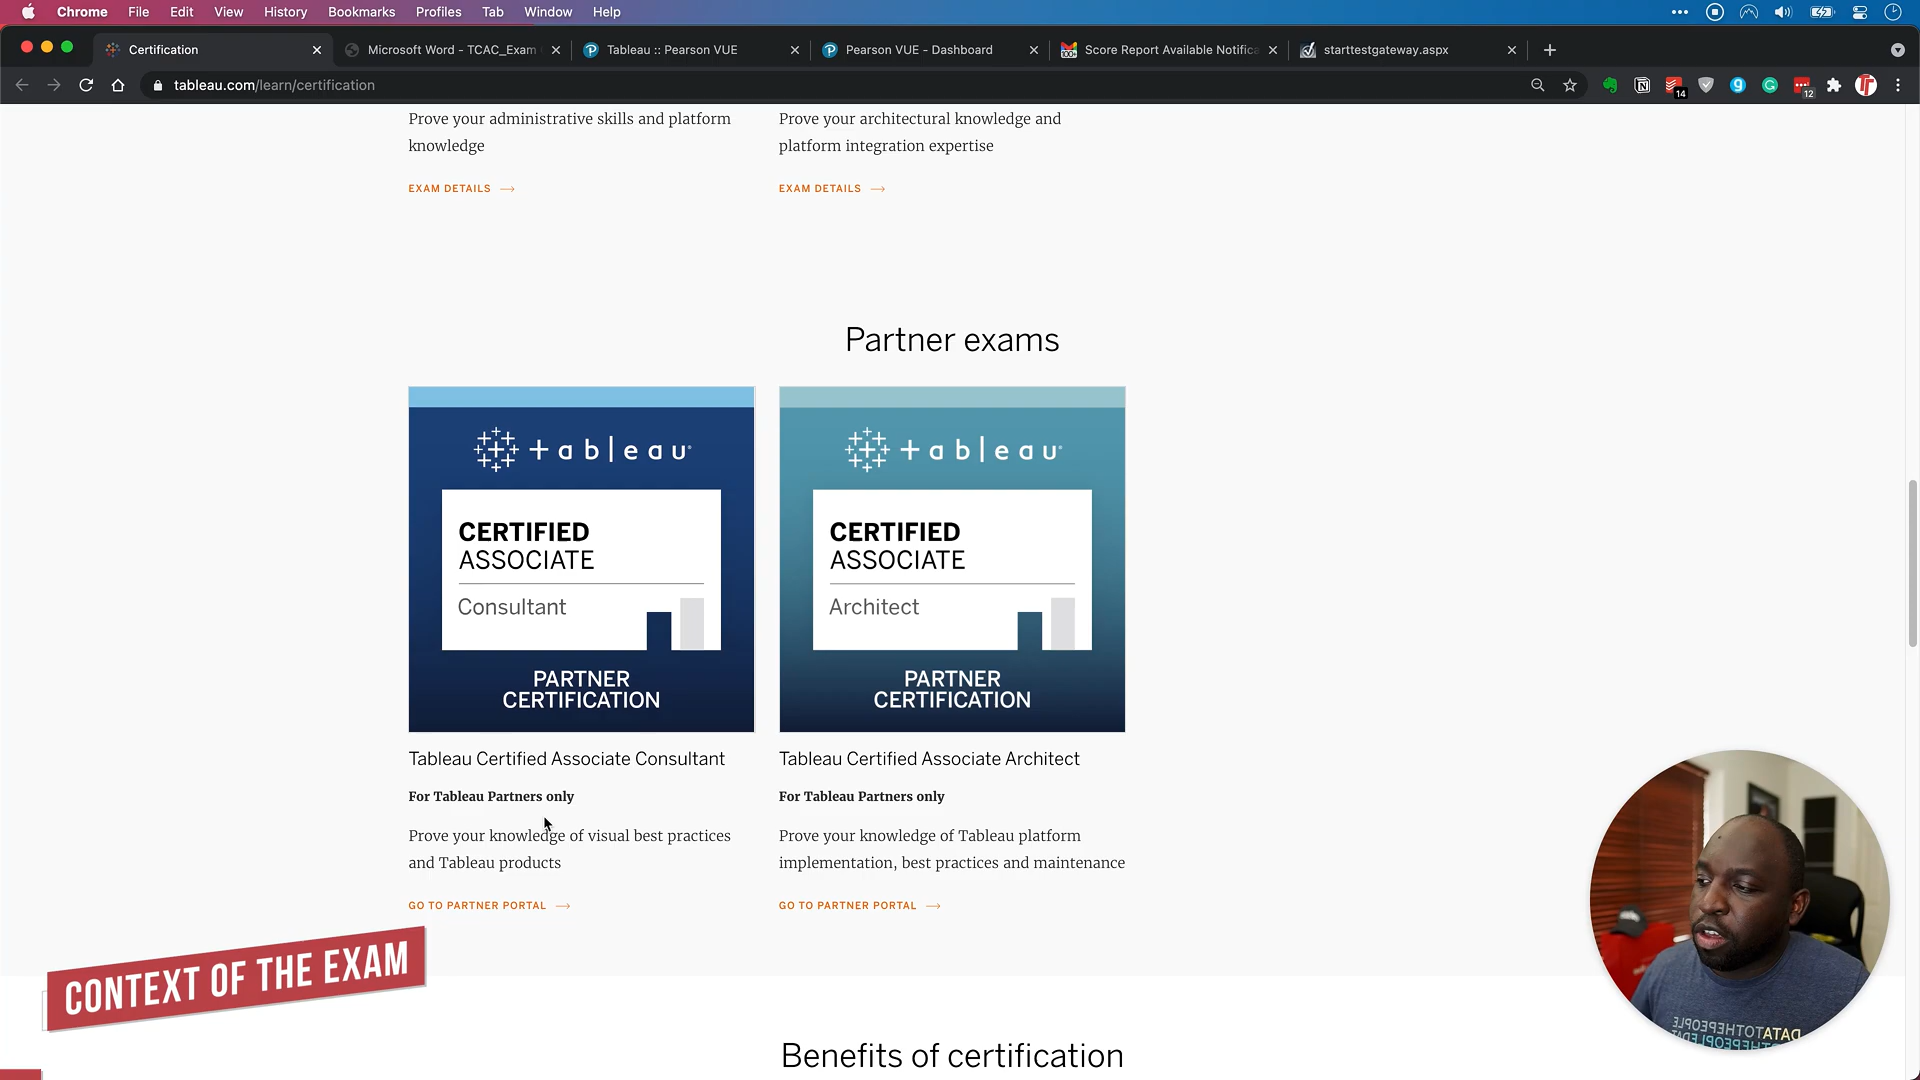 Chrome File Edit View History Bookmarks Profiles Tab Window Help
Certification
Microsoft Word - TCAC_Exam
Tableau :: Pearson VUE
Pearson VUE - Dashboard
Score Report Available Notifica
starttestgateway.aspx
tableau.com/learn/certification
14
12
Prove your administrative skills and platform
knowledge
EXAM DETAILS
Prove your architectural knowledge and
platform integration expertise
EXAM DETAILS
Partner exams
+ a b | e a u
CERTIFIED
ASSOCIATE
Consultant
PARTNER
CERTIFICATION
+ a b | e a u
CERTIFIED
ASSOCIATE
Architect
PARTNER
CERTIFICATION
Tableau Certified Associate Consultant
For Tableau Partners only
Prove your knowledge of visual best practices
and Tableau products
GO TO PARTNER PORTAL
Tableau Certified Associate Architect
For Tableau Partners only
Prove your knowledge of Tableau platform
implementation, best practices and maintenance
GO TO PARTNER PORTAL
CONTEXT OF THE EXAM
Benefits of certification